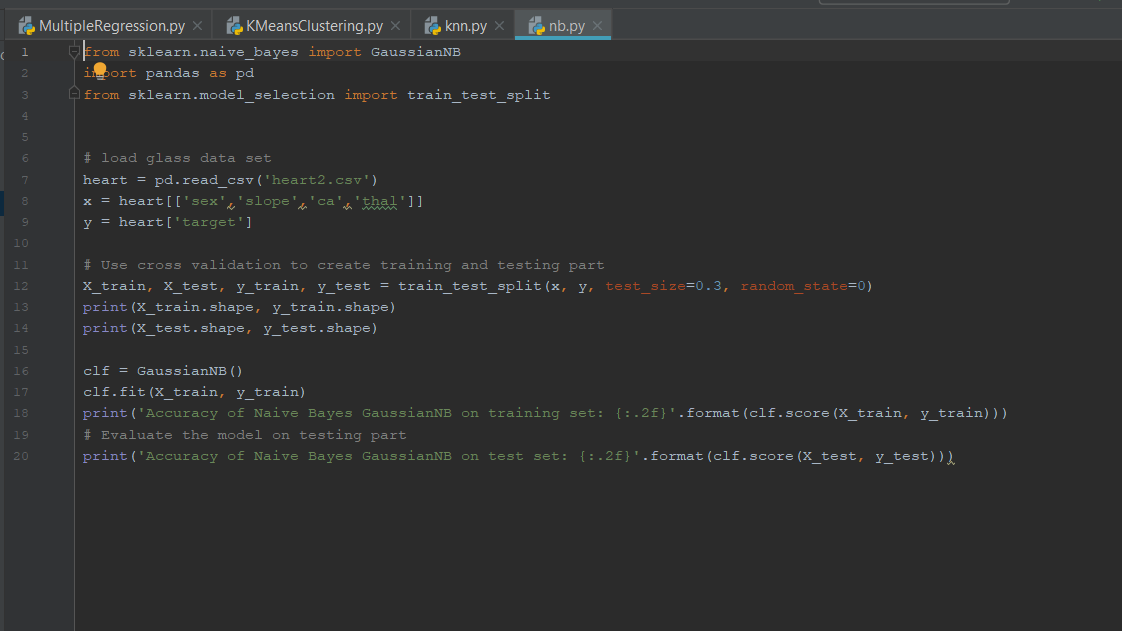 MultipleRegression.py KMeansClustering.py knn.py nb.py
1 from sklearn.naive_bayes import GaussianNB
2 import pandas as pd
3 from sklearn.model_selection import train_test_split
4
5
6 # load glass data set
7 heart = pd.read_csv('heart2.csv')
8 x = heart[['sex','slope','ca','thal']]
9 y = heart['target']
10
11 # Use cross validation to create training and testing part
12 X_train, X_test, y_train, y_test = train_test_split(x, y, test_size=0.3, random_state=0)
13 print(X_train.shape, y_train.shape)
14 print(X_test.shape, y_test.shape)
15
16 clf = GaussianNB()
17 clf.fit(X_train, y_train)
18 print('Accuracy of Naive Bayes GaussianNB on training set: {:.2f}'.format(clf.score(X_train, y_train)))
19 # Evaluate the model on testing part
20 print('Accuracy of Naive Bayes GaussianNB on test set: {:.2f}'.format(clf.score(X_test, y_test)))